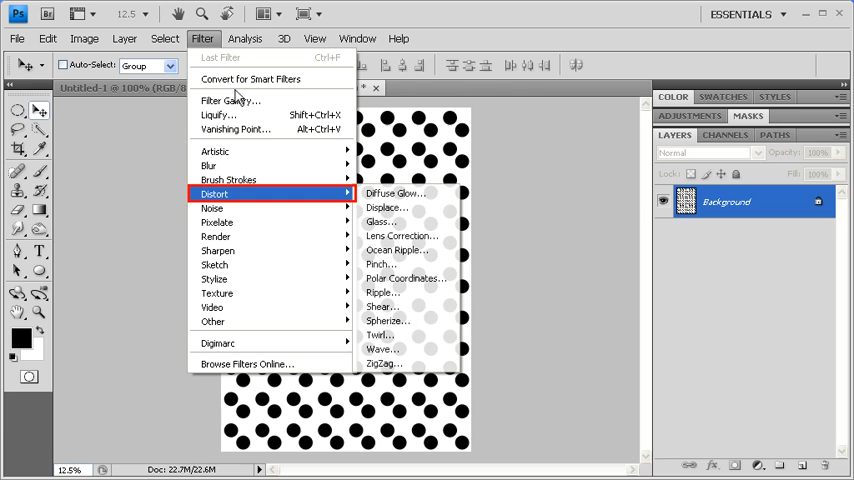 Ps Br 12.5 ESSENTIALS
File Edit Image Layer Select Filter Analysis 3D View Window Help
Auto-Select: Group
Untitled-1 @ 100% (RGB/8 * ×
Last Filter Ctrl+F
Convert for Smart Filters
Filter Gallery...
Liquify... Shift+Ctrl+X
Vanishing Point... Alt+Ctrl+V
Artistic
Blur
Brush Strokes
Distort
Noise
Pixelate
Render
Sharpen
Sketch
Stylize
Texture
Video
Other
Digimarc
Browse Filters Online...
Diffuse Glow...
Displace...
Glass...
Lens Correction...
Ocean Ripple...
Pinch...
Polar Coordinates...
Ripple...
Shear...
Spherize...
Twirl...
Wave...
ZigZag...
COLOR SWATCHES STYLES
ADJUSTMENTS MASKS
LAYERS CHANNELS PATHS
Normal Opacity:
Lock: Fill: 100%
Background
12.5% Doc: 22.7M/22.6M